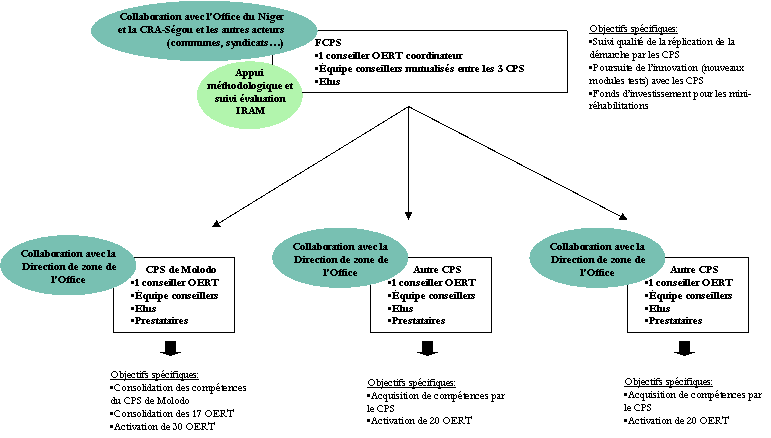 Collaboration avec l'Office du Niger
et la CRA-Ségou et les autres acteurs
(communes, syndicats…)
FCPS
•1 conseiller OERT coordinateur
•Équipe conseillers mutualisés entre les 3 CPS
•Elus
Appui
méthodologique et
suivi évaluation
IRAM
Objectifs spécifiques:
•Suivi qualité de la réplication de la
démarche par les CPS
•Poursuite de l'innovation (nouveaux
modules tests) avec les CPS
•Fonds d'investissement pour les mini-
réhabilitations
Collaboration avec la
Direction de zone de
l'Office
CPS de Molodo
•1 conseiller OERT
•Équipe conseillers
•Elus
•Prestataires
Objectifs spécifiques:
•Consolidation des compétences
du CPS de Molodo
•Consolidation des 17 OERT
•Activation de 30 OERT
Collaboration avec la
Direction de zone de
l'Office
Autre CPS
•1 conseiller OERT
•Équipe conseillers
•Elus
•Prestataires
Objectifs spécifiques:
•Acquisition de compétences par
le CPS
•Activation de 20 OERT
Collaboration avec la
Direction de zone de
l'Office
Autre CPS
•1 conseiller OERT
•Équipe conseillers
•Elus
•Prestataires
Objectifs spécifiques:
•Acquisition de compétences par
le CPS
•Activation de 20 OERT